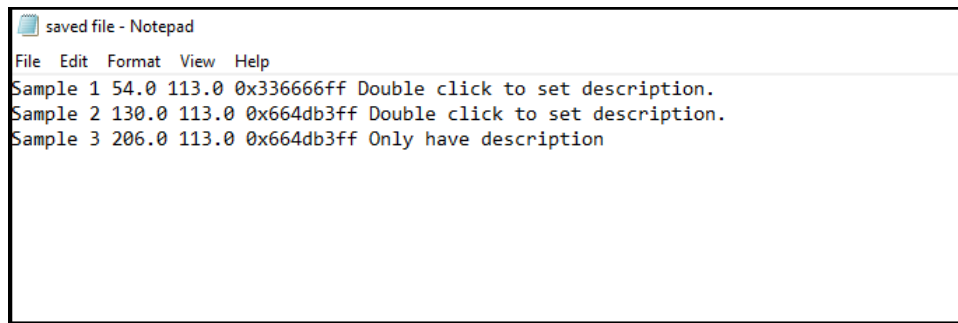 saved file - Notepad
File Edit Format View Help
Sample 1 54.0 113.0 0x336666ff Double click to set description.
Sample 2 130.0 113.0 0x664db3ff Double click to set description.
Sample 3 206.0 113.0 0x664db3ff Only have description